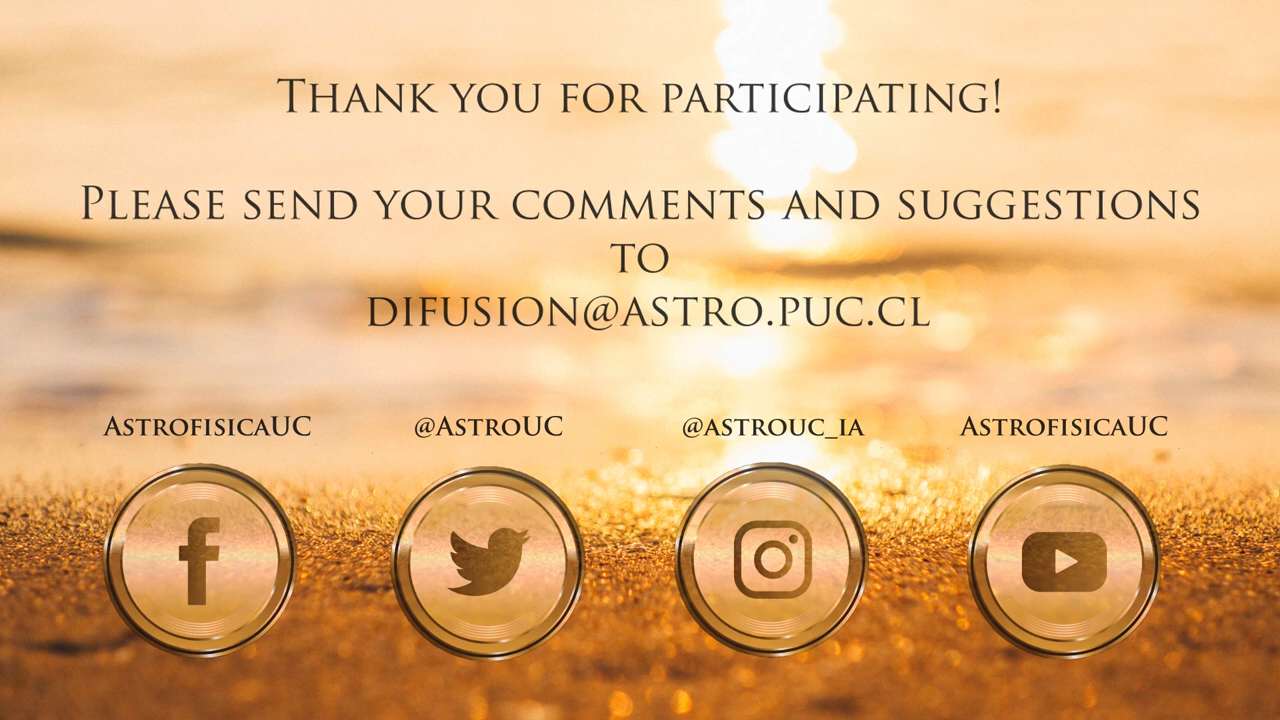 Thank you for participating!
Please send your comments and suggestions
to
difusion@astro.puc.cl
AstrofisicaUC
@AstroUC
@astrouc_ia
AstrofisicaUC